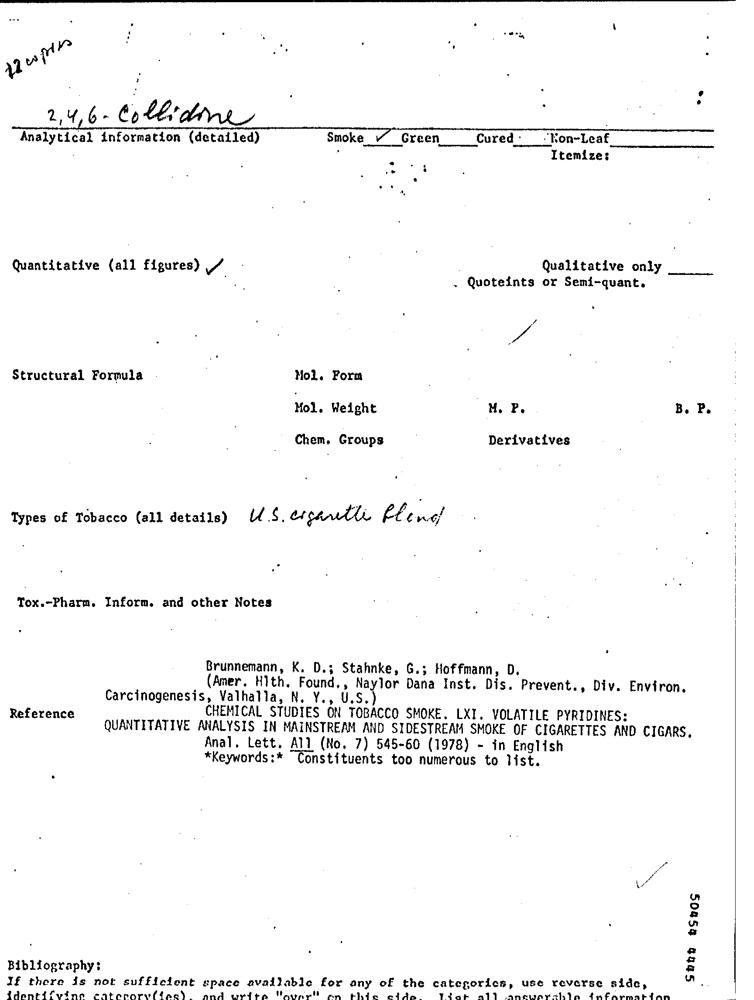 12 copies
2,4,6-Collidine
Analytical information (detailed) Smoke ✓ Green Cured Non-Leaf
Itemize:
Quantitative (all figures) ✓ Qualitative only
Quoteints or Semi-quant.
Structural Formula Mol. Form
Mol. Weight M. P. B. P.
Chem. Groups Derivatives
Types of Tobacco (all details) U.S. cigarette blend
Tox.-Pharm. Inform. and other Notes
Brunnemann, K. D.; Stahnke, G.; Hoffmann, D.
(Amer. Hlth. Found., Naylor Dana Inst. Dis. Prevent., Div. Environ.
Carcinogenesis, Valhalla, N. Y., U.S.)
Reference CHEMICAL STUDIES ON TOBACCO SMOKE. LXI. VOLATILE PYRIDINES:
QUANTITATIVE ANALYSIS IN MAINSTREAM AND SIDESTREAM SMOKE OF CIGARETTES AND CIGARS.
Anal. Lett. A11 (No. 7) 545-60 (1978) - in English
*Keywords:* Constituents too numerous to list.
50454 4445
Bibliography:
If there is not sufficient space available for any of the categories, use reverse side,
identifying category(ies), and write "over" on this side. List all answerable information